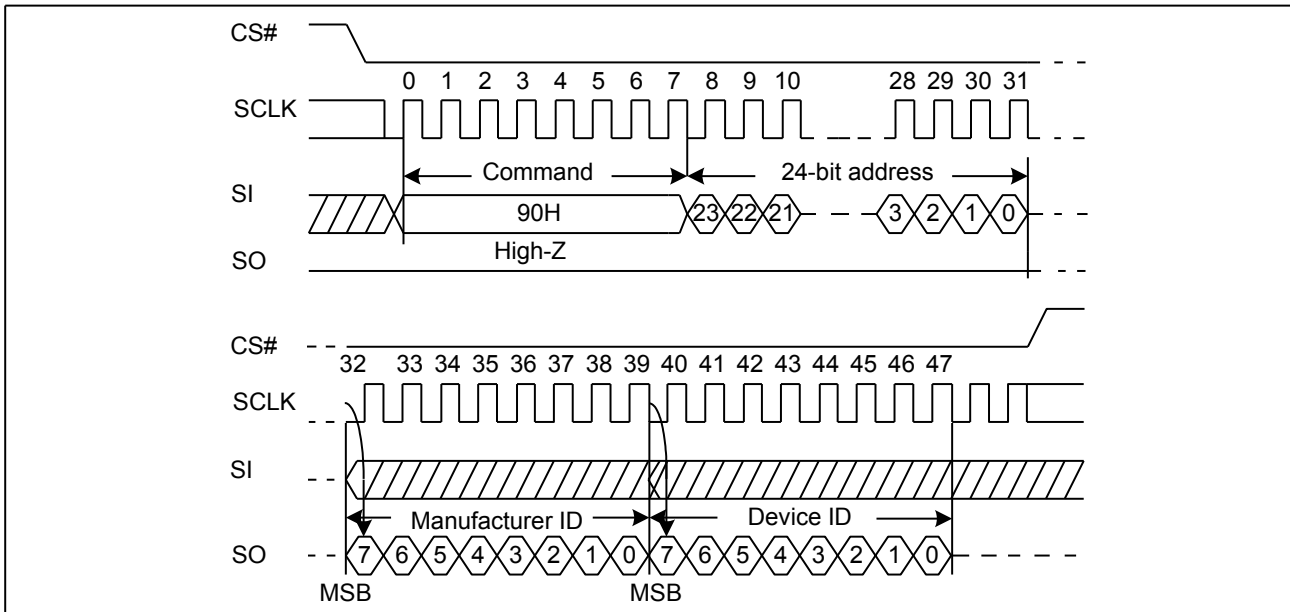 CS#
0 1 2 3 4 5 6 7 8 9 10 28 29 30 31
SCLK
Command 24-bit address
SI
90H 23 22 21 3 2 1 0
High-Z
SO
CS#
32 33 34 35 36 37 38 39 40 41 42 43 44 45 46 47
SCLK
SI
Manufacturer ID Device ID
SO 7 6 5 4 3 2 1 0 7 6 5 4 3 2 1 0
MSB MSB